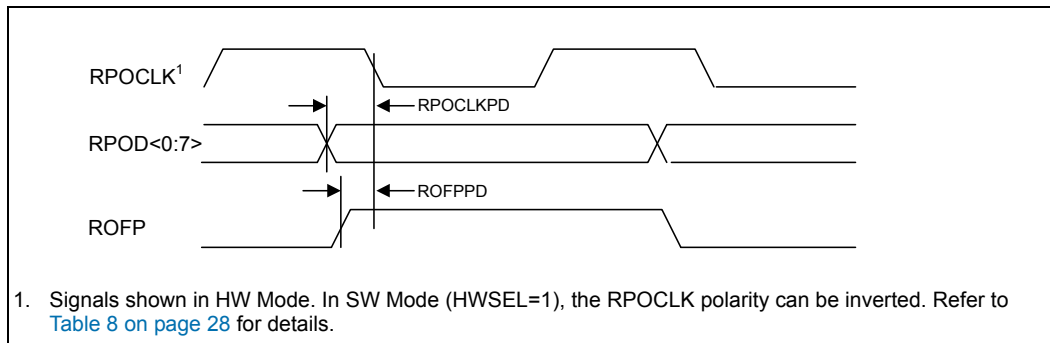 RPOCLK¹
RPOCLKPD
RPOD<0:7>
ROFPPD
ROFP
1. Signals shown in HW Mode. In SW Mode (HWSEL=1), the RPOCLK polarity can be inverted. Refer to
Table 8 on page 28 for details.